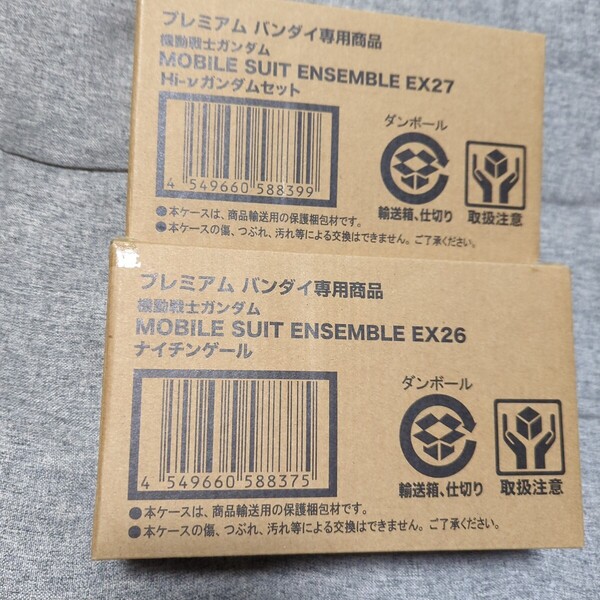 プレミアム バンダイ専用商品
機動戦士ガンダム
MOBILE SUIT ENSEMBLE EX27
Hi-νガンダムセット
4 549660 588399
ダンボール
輸送箱、仕切り
取扱注意
●本ケースは、商品輸送用の保護梱包材です。
●本ケースの傷、つぶれ、汚れ等による交換はできません。ご了承ください。
プレミアム バンダイ専用商品
機動戦士ガンダム
MOBILE SUIT ENSEMBLE EX26
ナイチンゲール
4 549660 588375
ダンボール
輸送箱、仕切り
取扱注意
●本ケースは、商品輸送用の保護梱包材です。
●本ケースの傷、つぶれ、汚れ等による交換はできません。ご了承ください。